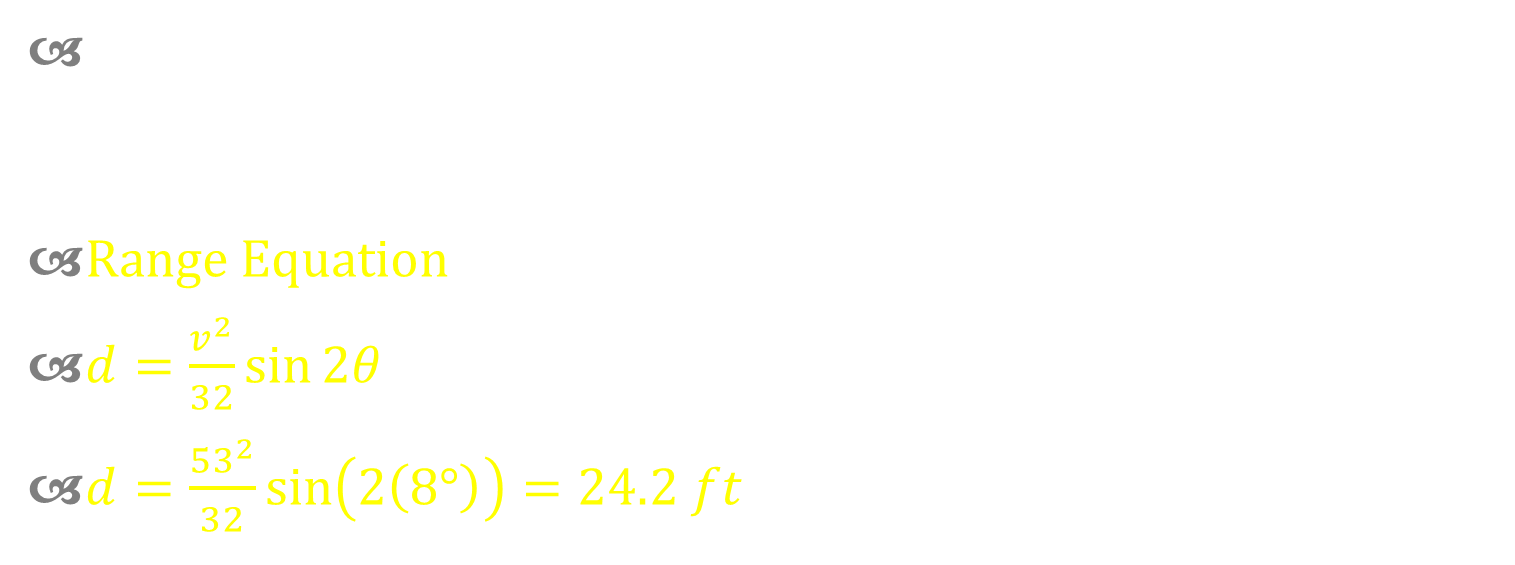 Range Equation
d = v²/32 sin 2θ
d = 53²/32 sin(2(8°)) = 24.2 ft